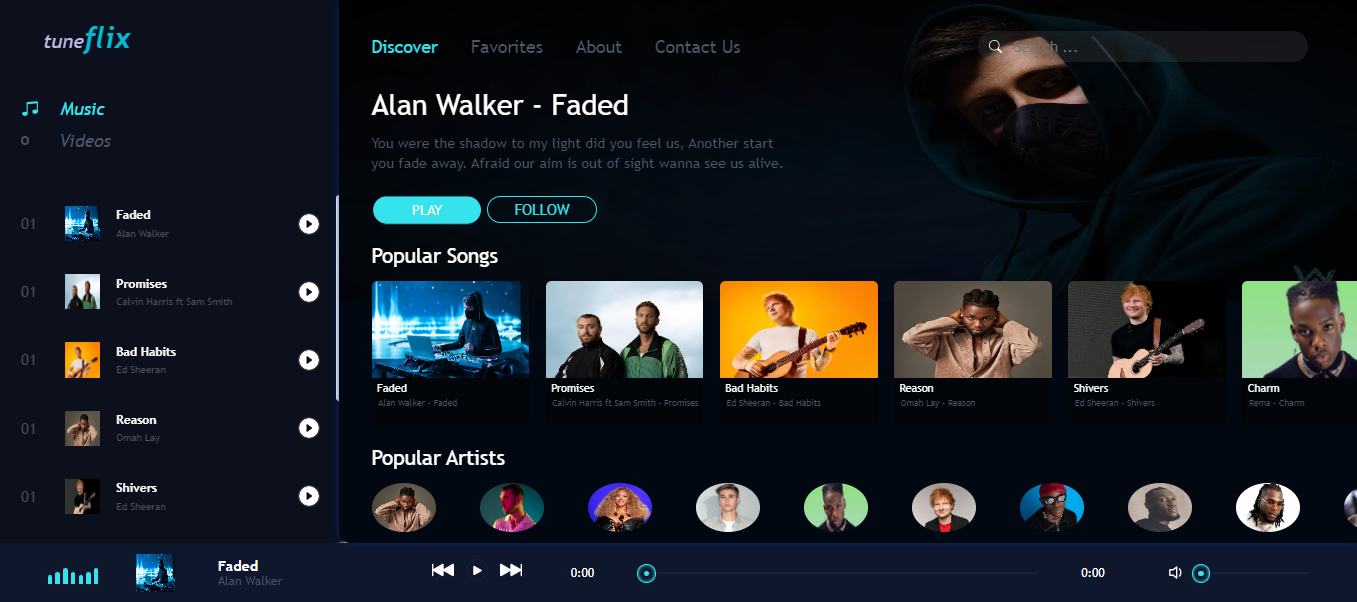 tuneflix
Music
Videos
01
Faded
Alan Walker
01
Promises
Calvin Harris ft Sam Smith
01
Bad Habits
Ed Sheeran
01
Reason
Omah Lay
01
Shivers
Ed Sheeran
Discover Favorites About Contact Us
Search ...
Alan Walker - Faded
You were the shadow to my light did you feel us, Another start
you fade away. Afraid our aim is out of sight wanna see us alive.
PLAY FOLLOW
Popular Songs
Faded
Alan Walker - Faded
Promises
Calvin Harris ft Sam Smith - Promises
Bad Habits
Ed Sheeran - Bad Habits
Reason
Omah Lay - Reason
Shivers
Ed Sheeran - Shivers
Charm
Rema - Charm
Popular Artists
Faded
Alan Walker
0:00
0:00